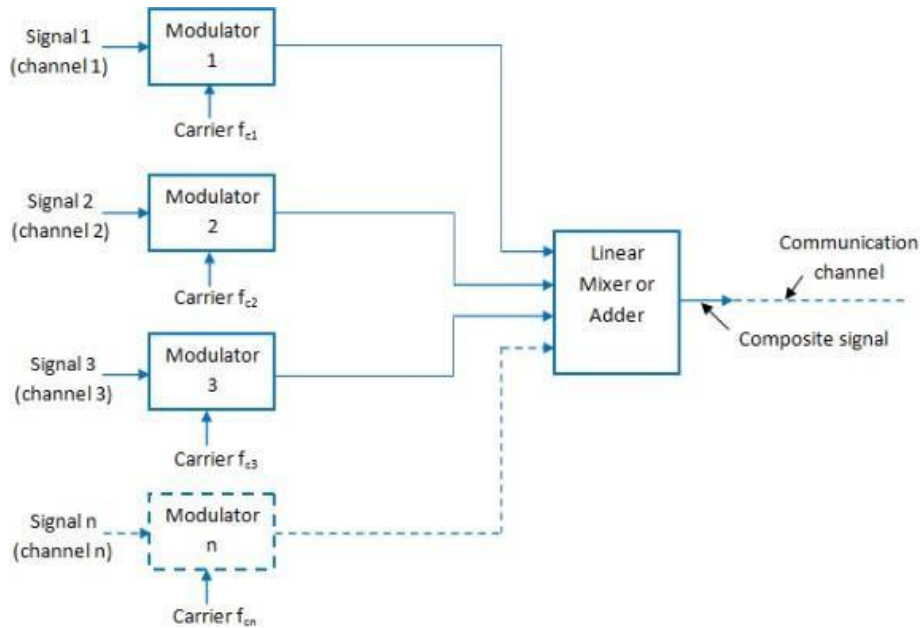 Signal 1
(channel 1)
Modulator
1
Carrier fc1
Signal 2
(channel 2)
Modulator
2
Carrier fc2
Signal 3
(channel 3)
Modulator
3
Carrier fc3
Signal n
(channel n)
Modulator
n
Carrier fcn
Linear
Mixer or
Adder
Communication
channel
Composite signal